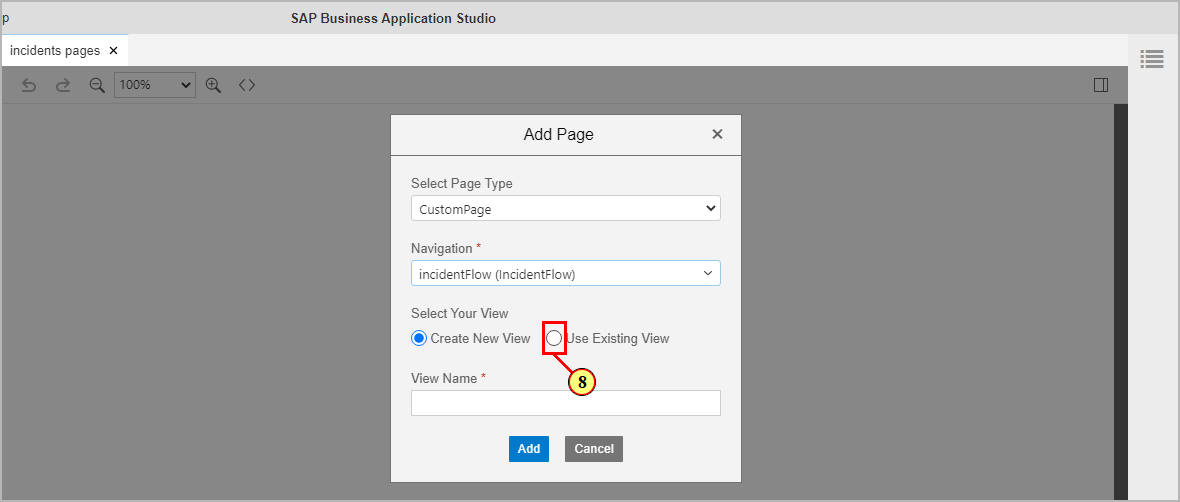 p
SAP Business Application Studio
incidents pages
100%
Add Page
Select Page Type
CustomPage
Navigation *
incidentFlow (IncidentFlow)
Select Your View
Create New View Use Existing View
8
View Name *
Add Cancel